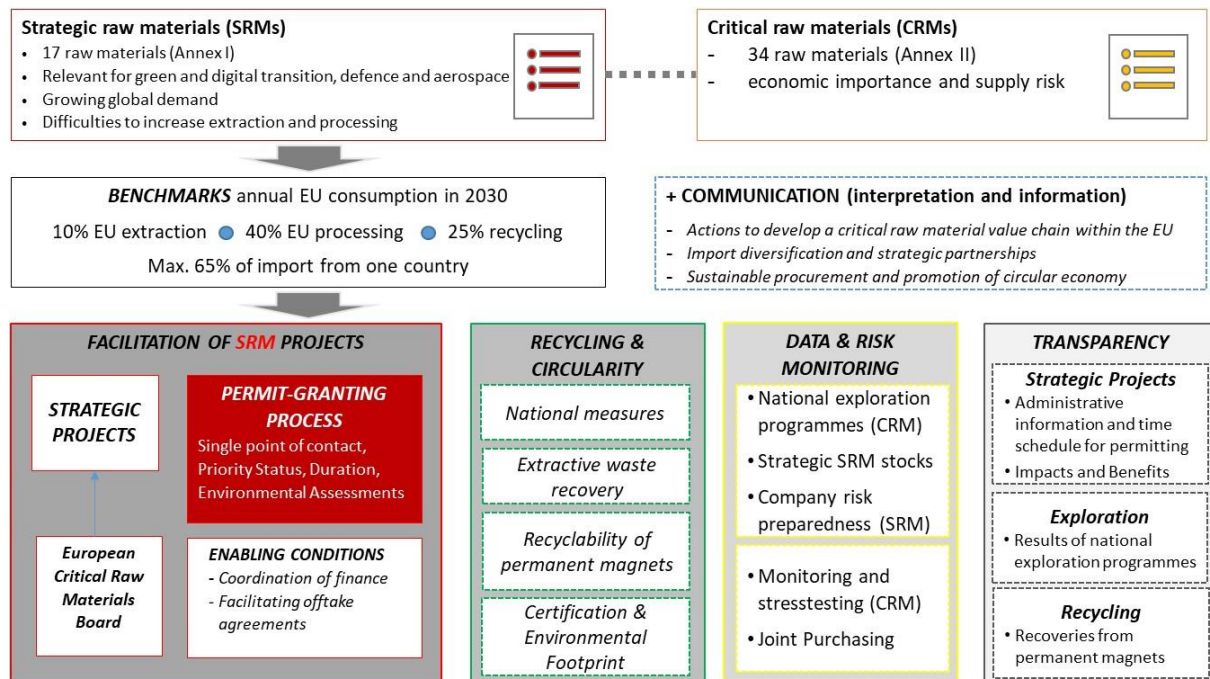 Strategic raw materials (SRMs)
• 17 raw materials (Annex I)
• Relevant for green and digital transition, defence and aerospace
• Growing global demand
• Difficulties to increase extraction and processing
Critical raw materials (CRMs)
- 34 raw materials (Annex II)
- economic importance and supply risk
BENCHMARKS annual EU consumption in 2030
10% EU extraction ● 40% EU processing ● 25% recycling
Max. 65% of import from one country
+ COMMUNICATION (interpretation and information)
- Actions to develop a critical raw material value chain within the EU
- Import diversification and strategic partnerships
- Sustainable procurement and promotion of circular economy
FACILITATION OF SRM PROJECTS
STRATEGIC
PROJECTS
European
Critical Raw
Materials
Board
PERMIT-GRANTING
PROCESS
Single point of contact,
Priority Status, Duration,
Environmental Assessments
ENABLING CONDITIONS
- Coordination of finance
- Facilitating offtake
agreements
RECYCLING &
CIRCULARITY
National measures
Extractive waste
recovery
Recyclability of
permanent magnets
Certification &
Environmental
Footprint
DATA & RISK
MONITORING
• National exploration
programmes (CRM)
• Strategic SRM stocks
• Company risk
preparedness (SRM)
• Monitoring and
stresstesting (CRM)
• Joint Purchasing
TRANSPARENCY
Strategic Projects
• Administrative
information and time
schedule for permitting
• Impacts and Benefits
Exploration
• Results of national
exploration programmes
Recycling
• Recoveries from
permanent magnets